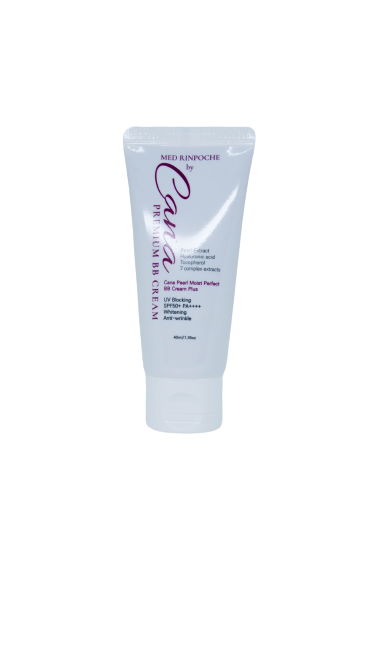 MED RINPOCHE
by
Cana
PREMIUM BB CREAM
Pearl Extract
Hyaluronic acid
Tocopherol
7 complex extracts
Cana Pearl Moist Perfect
BB Cream Plus
UV Blocking
SPF50+ PA++++
Whitening
Anti-wrinkle